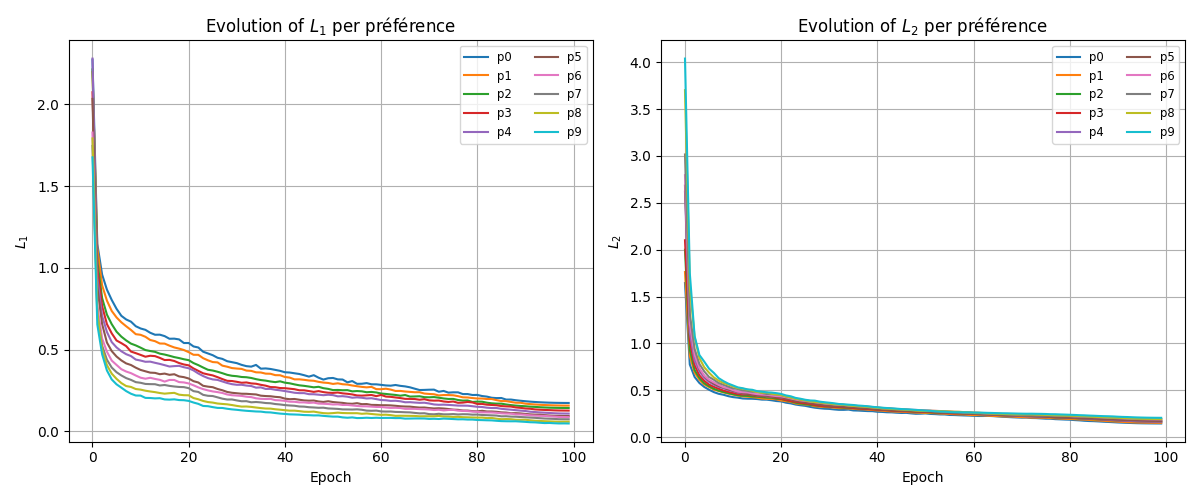 Evolution of L₁ per préférence
L₁
2.0
1.5
1.0
0.5
0.0
p0 p5
p1 p6
p2 p7
p3 p8
p4 p9
0 20 40 60 80 100
Epoch
Evolution of L₂ per préférence
L₂
4.0
3.5
3.0
2.5
2.0
1.5
1.0
0.5
0.0
p0 p5
p1 p6
p2 p7
p3 p8
p4 p9
0 20 40 60 80 100
Epoch